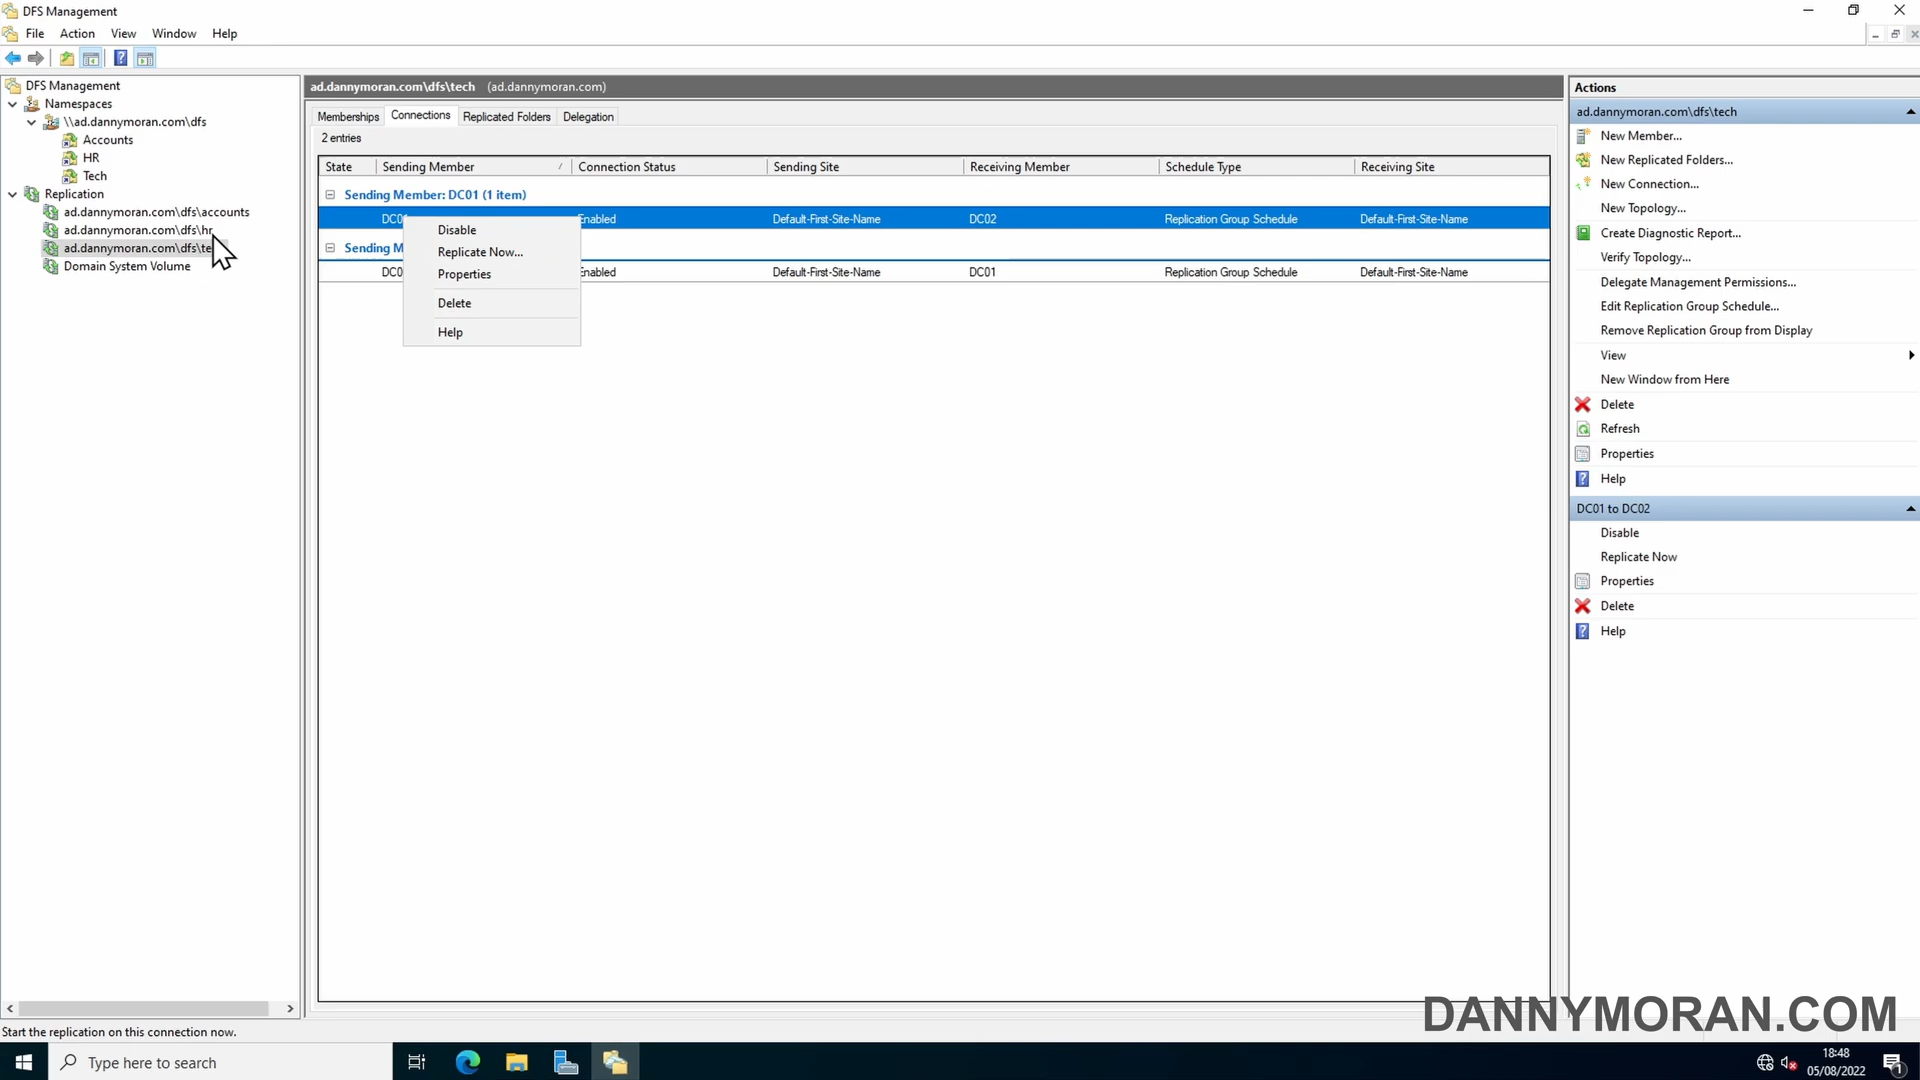 DFS Management
File Action View Window Help
DFS Management
Namespaces
\\ad.dannymoran.com\dfs
Accounts
HR
Tech
Replication
ad.dannymoran.com\dfs\accounts
ad.dannymoran.com\dfs\hr
ad.dannymoran.com\dfs\te
Domain System Volume
ad.dannymoran.com\dfs\tech (ad.dannymoran.com)
Memberships Connections Replicated Folders Delegation
2 entries
State Sending Member Connection Status Sending Site Receiving Member Schedule Type Receiving Site
Sending Member: DC01 (1 item)
Enabled Default-First-Site-Name DC02 Replication Group Schedule Default-First-Site-Name
Sending M
Enabled Default-First-Site-Name DC01 Replication Group Schedule Default-First-Site-Name
Disable
Replicate Now...
Properties
Delete
Help
Actions
ad.dannymoran.com\dfs\tech
New Member...
New Replicated Folders...
New Connection...
New Topology...
Create Diagnostic Report...
Verify Topology...
Delegate Management Permissions...
Edit Replication Group Schedule...
Remove Replication Group from Display
View
New Window from Here
Delete
Refresh
Properties
Help
DC01 to DC02
Disable
Replicate Now
Properties
Delete
Help
Start the replication on this connection now.
DANNYMORAN.COM
Type here to search
18:48
05/08/2022
1